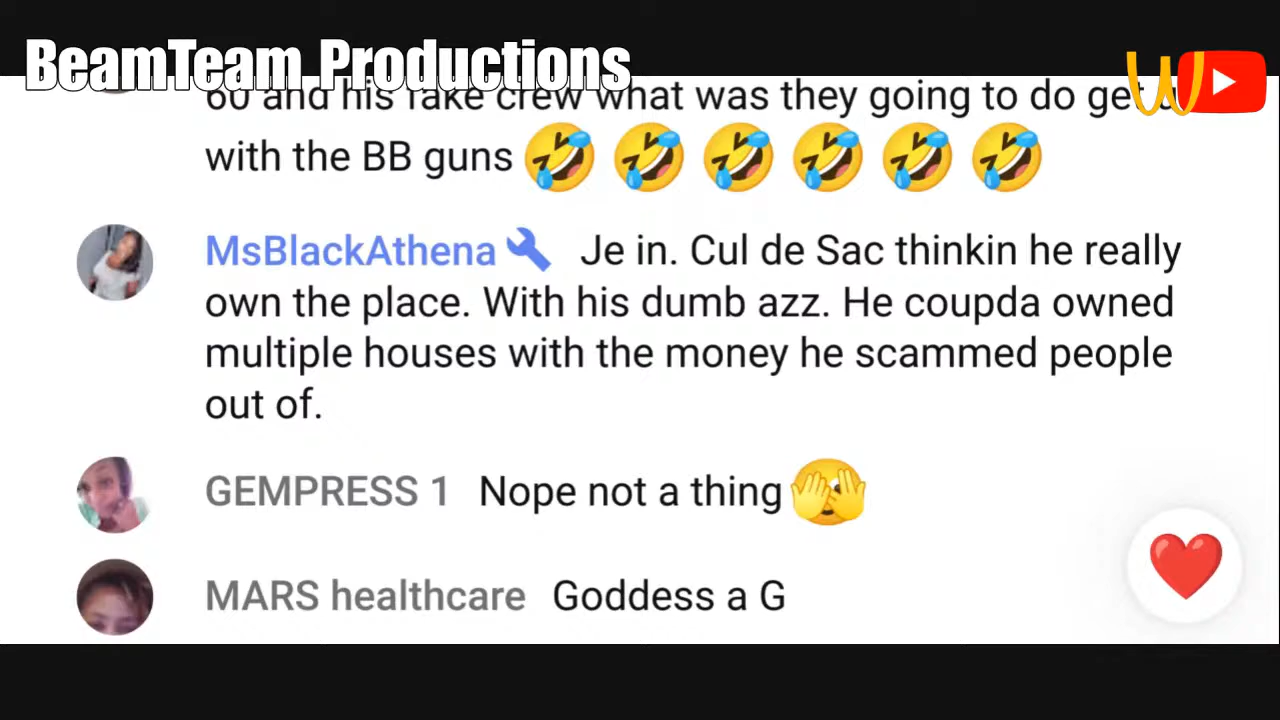 BeamTeam Productions
60 and his fake crew what was they going to do get
with the BB guns 🤣 🤣 🤣 🤣 🤣 🤣
MsBlackAthena 🔧 Je in. Cul de Sac thinkin he really
own the place. With his dumb azz. He coupda owned
multiple houses with the money he scammed people
out of.
GEMPRESS 1 Nope not a thing 🫣
MARS healthcare Goddess a G